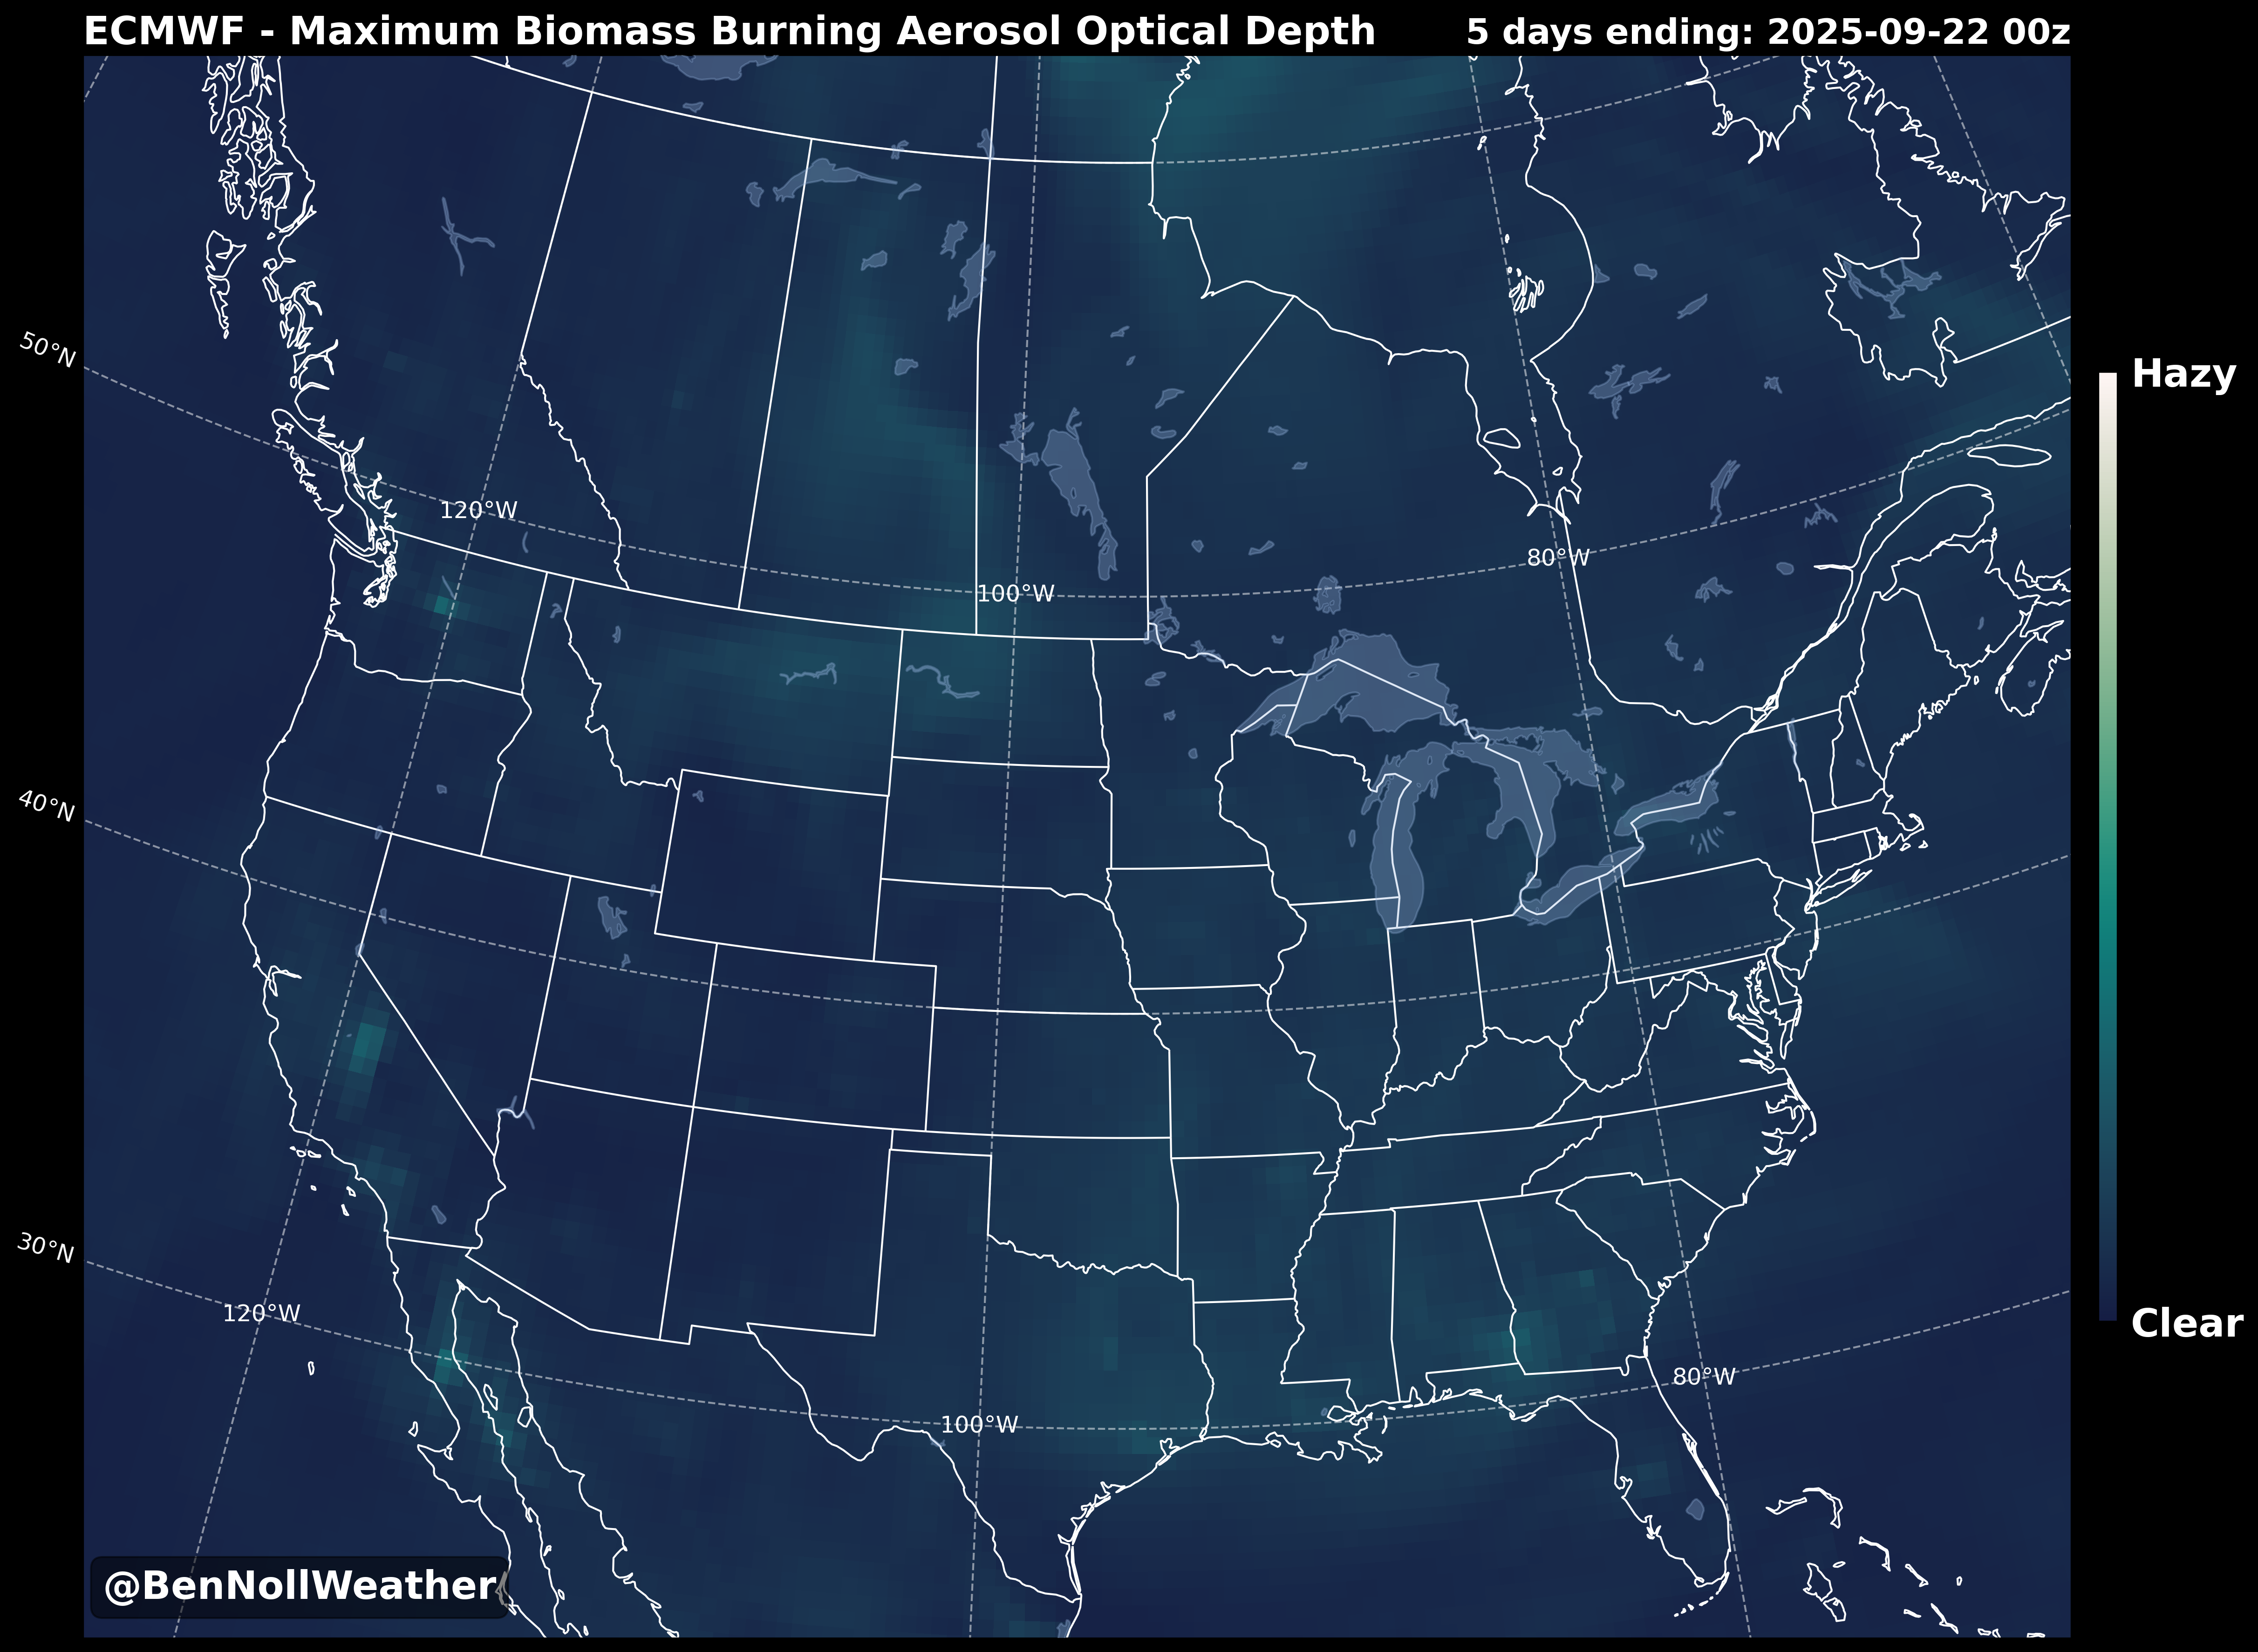 ECMWF - Maximum Biomass Burning Aerosol Optical Depth
5 days ending: 2025-09-22 00z
50°N
Hazy
120°W
80°W
100°W
40°N
30°N
120°W
Clear
80°W
100°W
@BenNollWeather